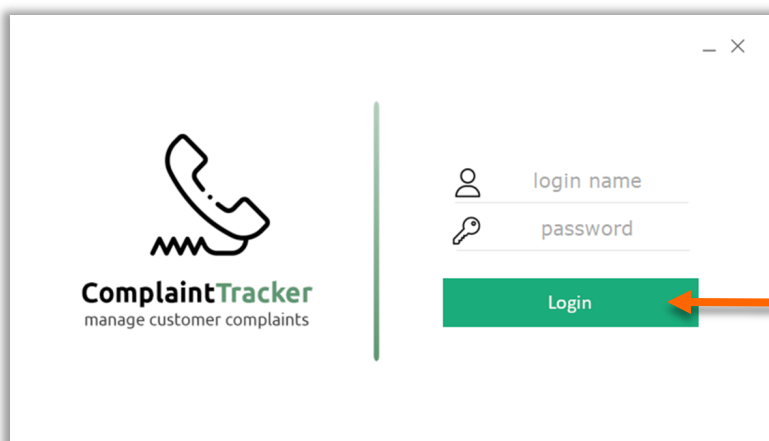 ComplaintTracker
manage customer complaints
login name
password
Login